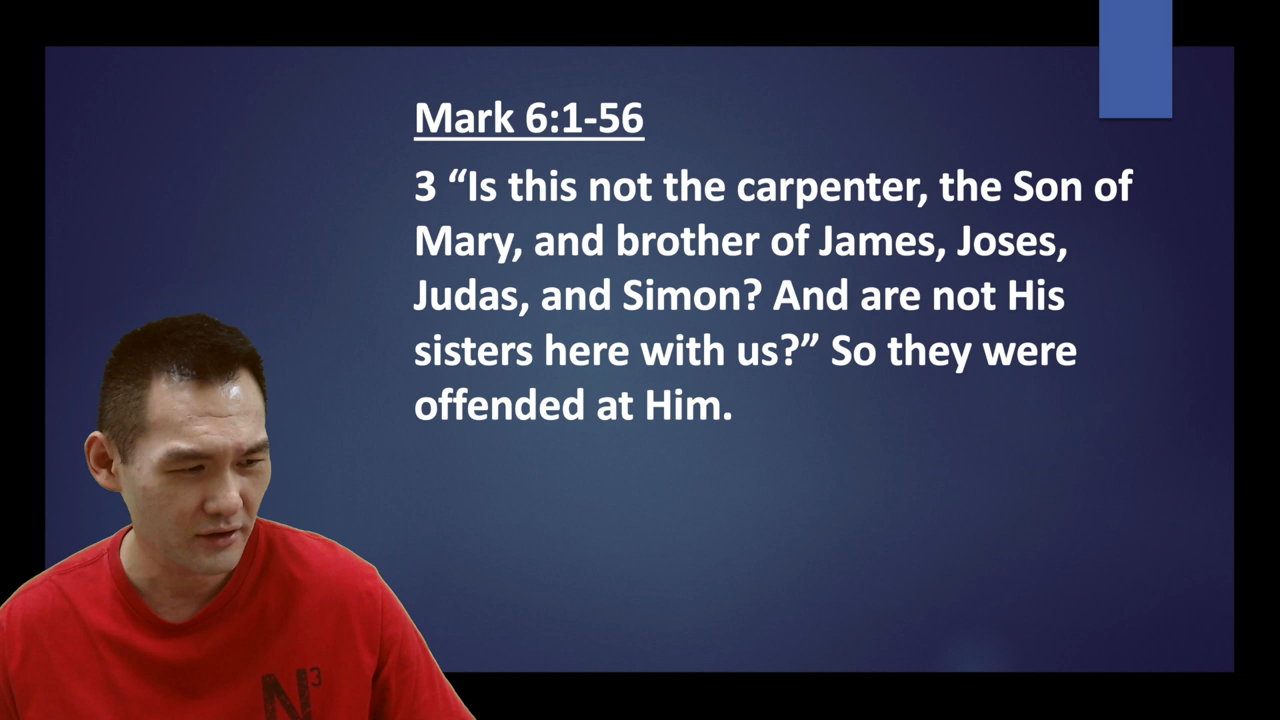 Mark 6:1-56
3 “Is this not the carpenter, the Son of
Mary, and brother of James, Joses,
Judas, and Simon? And are not His
sisters here with us?” So they were
offended at Him.
N3